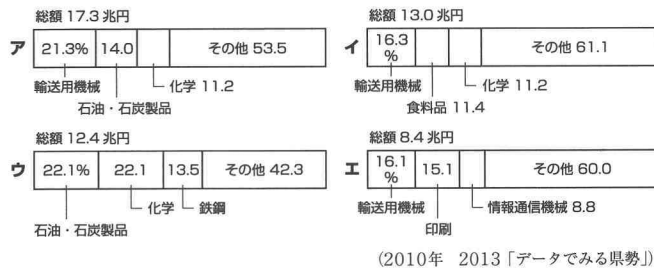 総額 17.3 兆円
ア 21.3% 14.0 その他 53.5
輸送用機械
化学 11.2
石油・石炭製品
総額 13.0 兆円
イ 16.3% その他 61.1
輸送用機械
化学 11.2
食料品 11.4
総額 12.4 兆円
ウ 22.1% 22.1 13.5 その他 42.3
化学 鉄鋼
石油・石炭製品
総額 8.4 兆円
エ 16.1% 15.1 その他 60.0
輸送用機械 情報通信機械 8.8
印刷
(2010年 2013「データでみる県勢」)